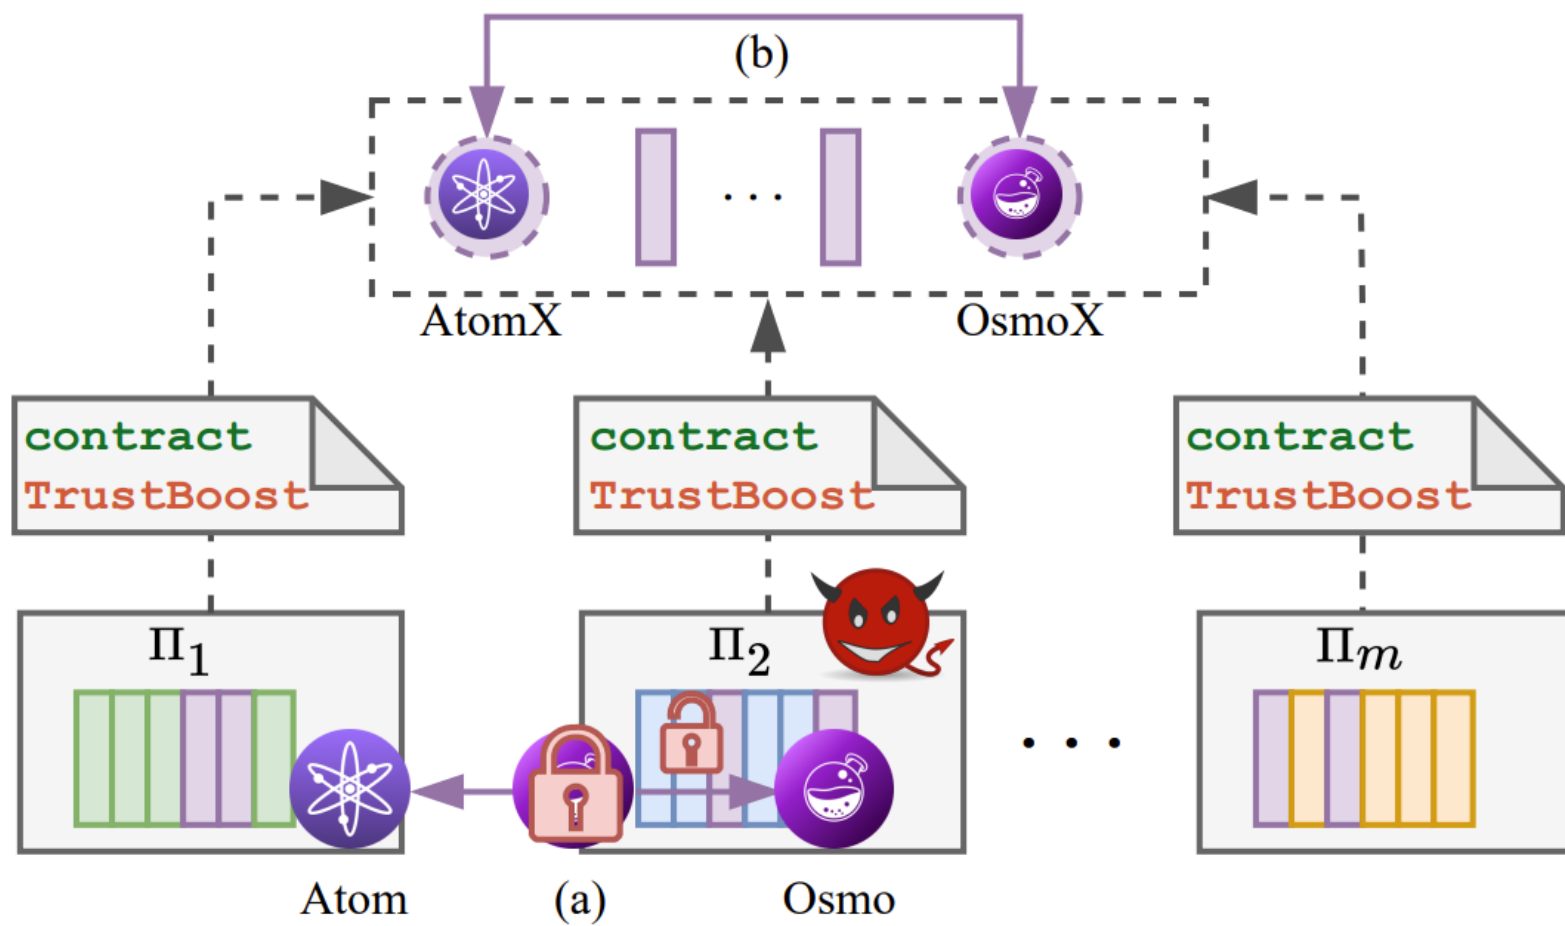 (b)
. . .
AtomX
OsmoX
contract
TrustBoost
contract
TrustBoost
contract
TrustBoost
Π1
Π2
Πm
. . .
Atom
(a)
Osmo